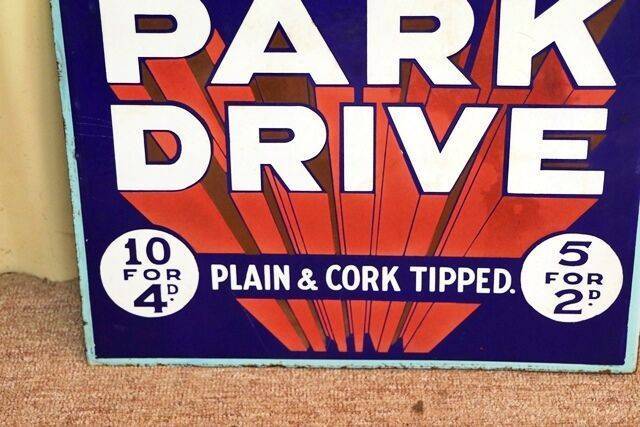 PARK
DRIVE
10
FOR
4D.
PLAIN & CORK TIPPED.
5
FOR
2D.